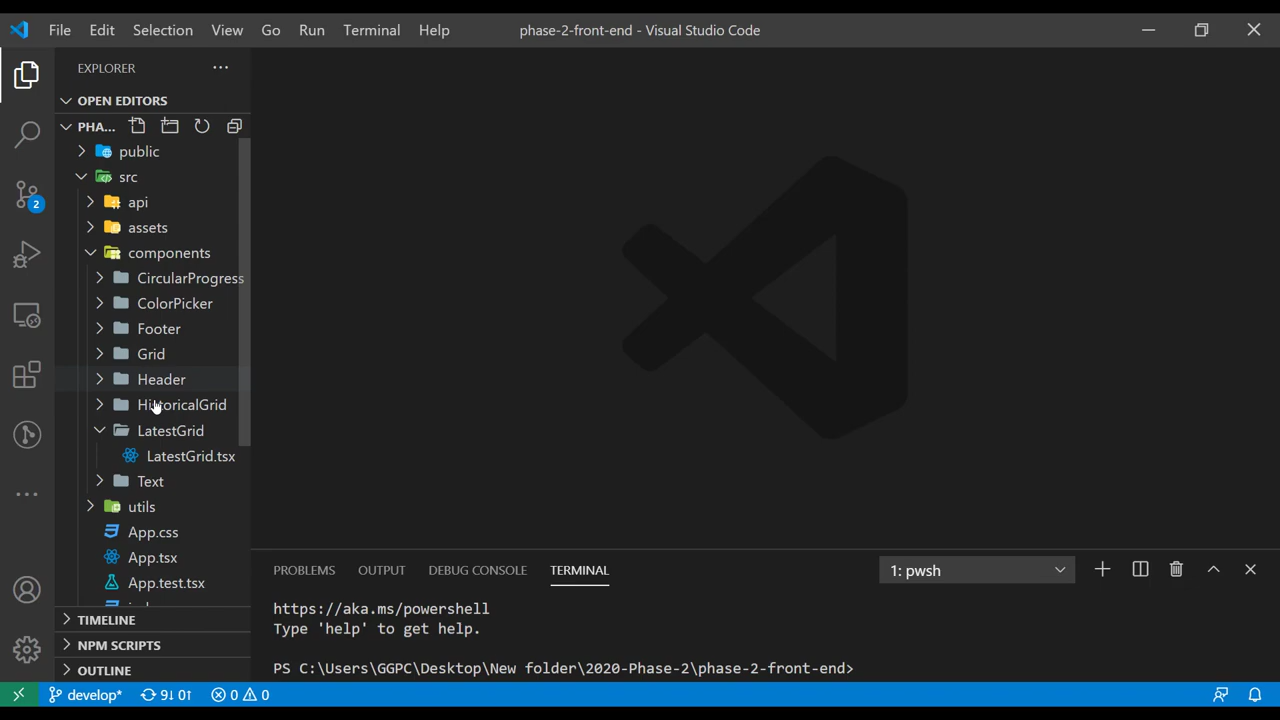 File Edit Selection View Go Run Terminal Help phase-2-front-end - Visual Studio Code
EXPLORER
OPEN EDITORS
PHA...
public
src
api
assets
components
CircularProgress
ColorPicker
Footer
Grid
Header
HistoricalGrid
LatestGrid
LatestGrid.tsx
Text
utils
App.css
App.tsx
App.test.tsx
TIMELINE
NPM SCRIPTS
OUTLINE
2
PROBLEMS OUTPUT DEBUG CONSOLE TERMINAL 1: pwsh
https://aka.ms/powershell
Type 'help' to get help.
PS C:\Users\GGPC\Desktop\New folder\2020-Phase-2\phase-2-front-end>
develop* 9↓ 0↑ 0 0